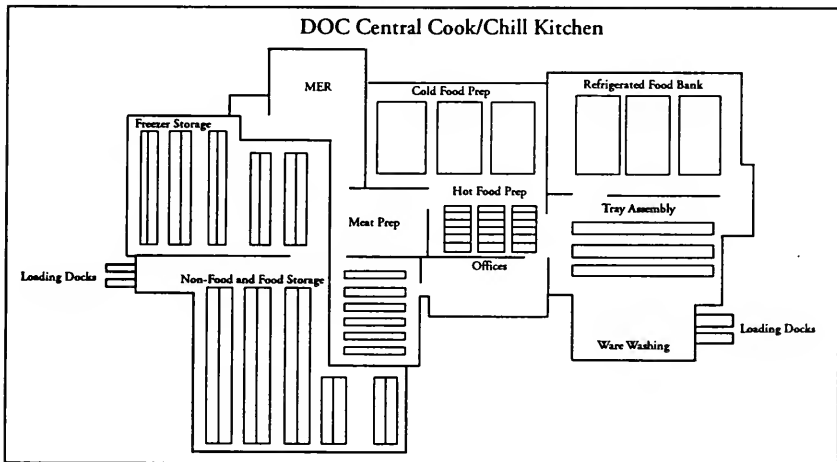 DOC Central Cook/Chill Kitchen
MER
Cold Food Prep
Refrigerated Food Bank
Freezer Storage
Hot Food Prep
Meat Prep
Tray Assembly
Offices
Loading Docks
Non-Food and Food Storage
Loading Docks
Ware Washing